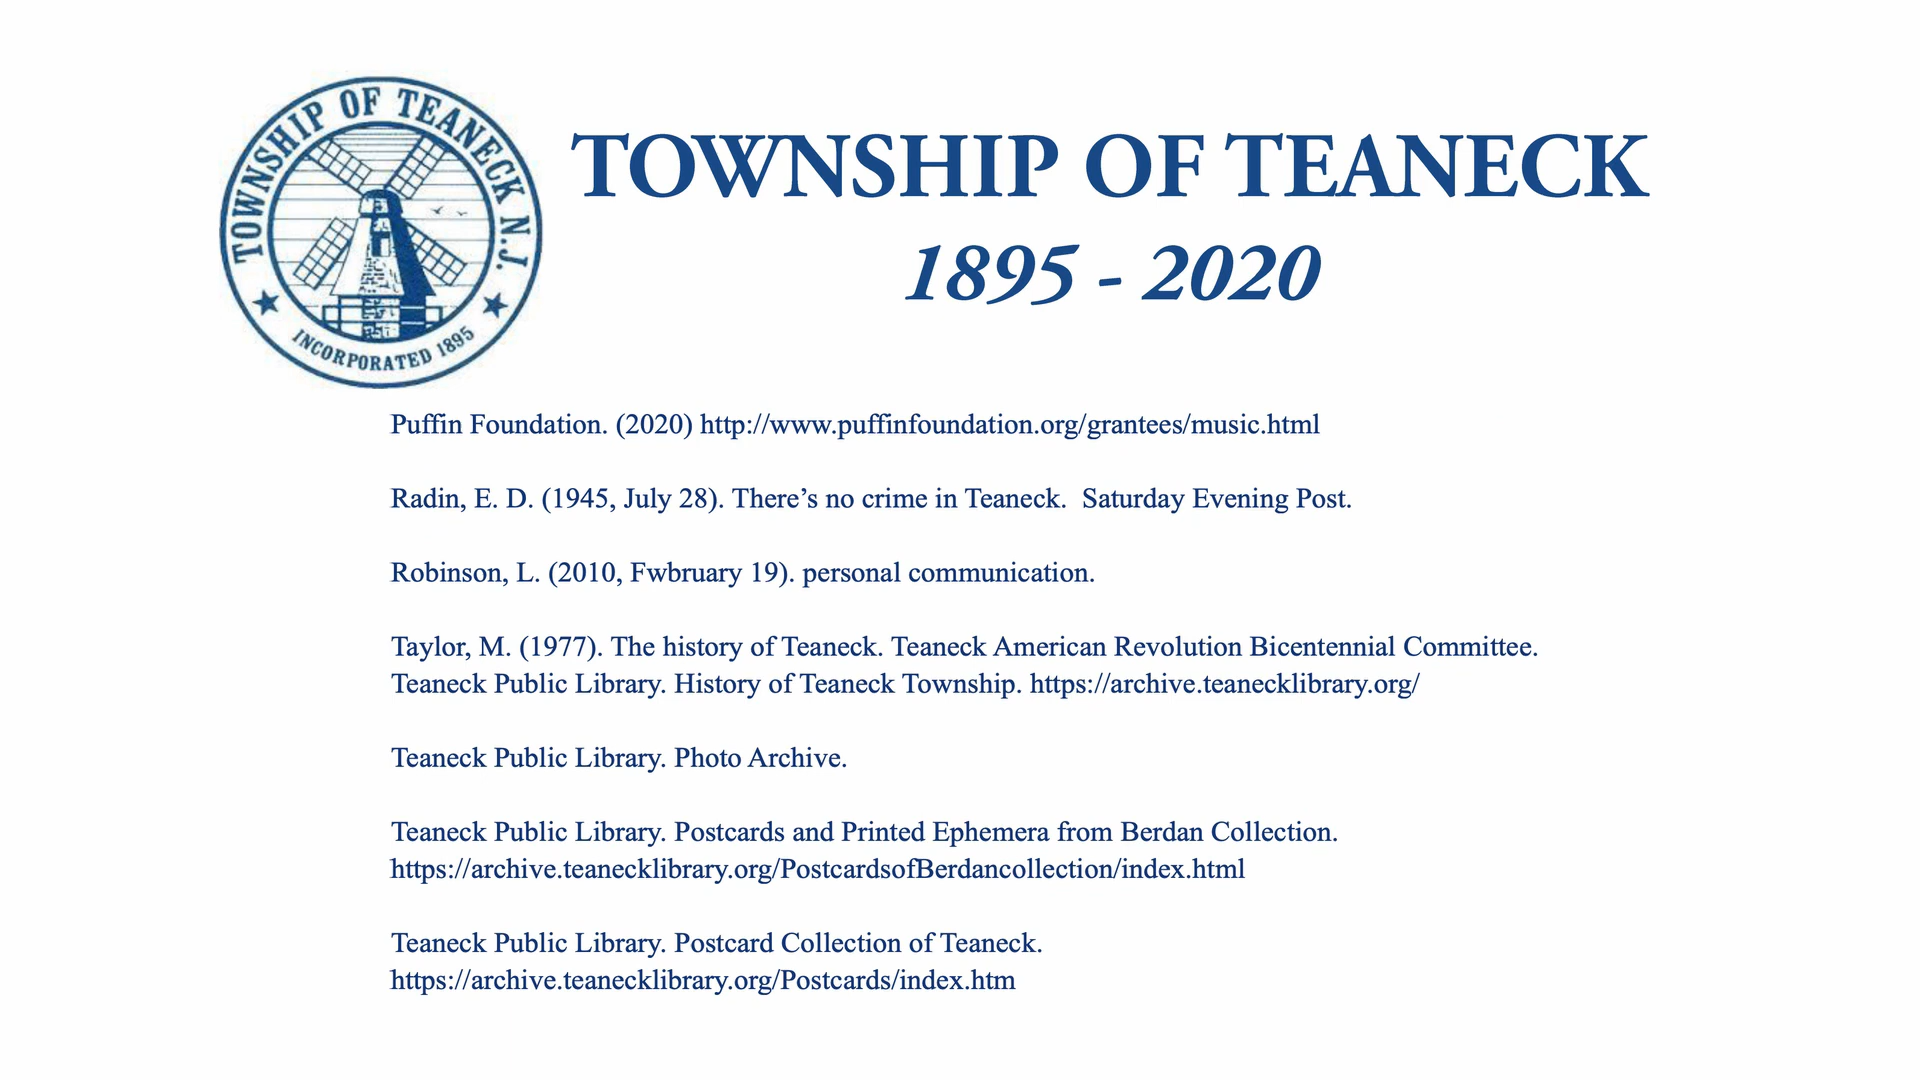 TOWNSHIP OF TEANECK N.J.
INCORPORATED 1895
TOWNSHIP OF TEANECK
1895 - 2020
Puffin Foundation. (2020) http://www.puffinfoundation.org/grantees/music.html
Radin, E. D. (1945, July 28). There’s no crime in Teaneck.  Saturday Evening Post.
Robinson, L. (2010, Fwbruary 19). personal communication.
Taylor, M. (1977). The history of Teaneck. Teaneck American Revolution Bicentennial Committee.
Teaneck Public Library. History of Teaneck Township. https://archive.teanecklibrary.org/
Teaneck Public Library. Photo Archive.
Teaneck Public Library. Postcards and Printed Ephemera from Berdan Collection.
https://archive.teanecklibrary.org/PostcardsofBerdancollection/index.html
Teaneck Public Library. Postcard Collection of Teaneck.
https://archive.teanecklibrary.org/Postcards/index.htm